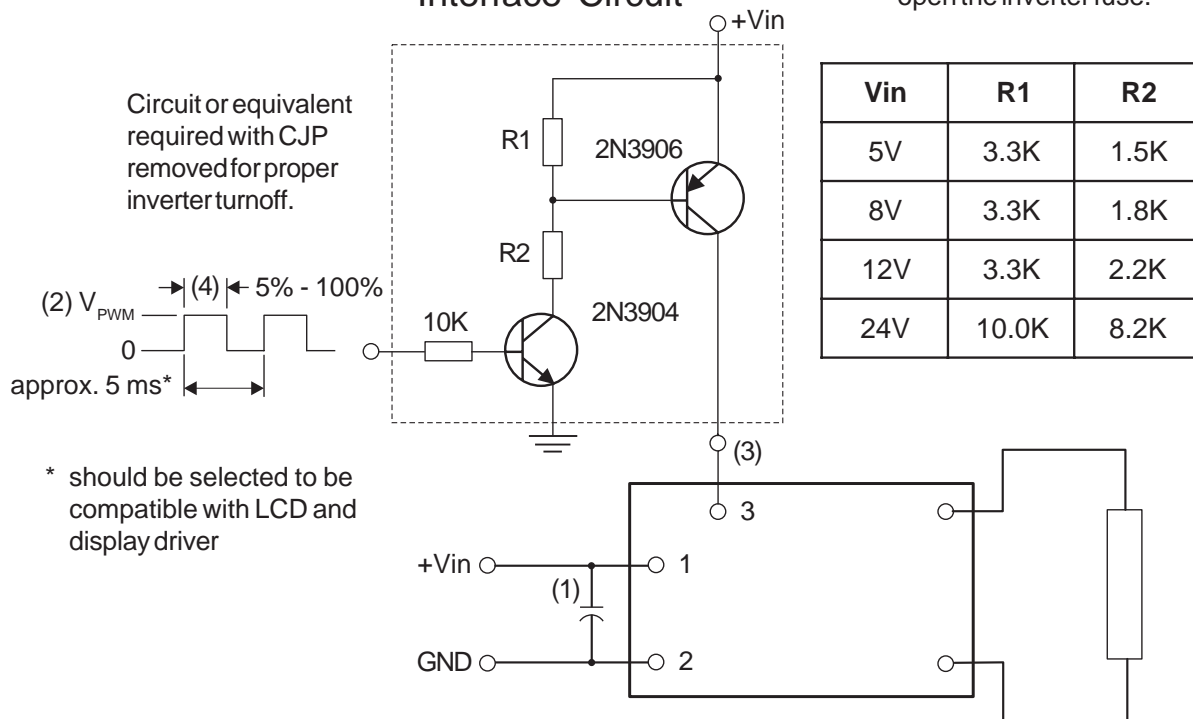 Interface Circuit
open the inverter fuse.
+Vin
Circuit or equivalent
required with CJP
removed for proper
inverter turnoff.
R1
2N3906
R2
2N3904
10K
(2) VPWM
(4)
5% - 100%
0
approx. 5 ms*
Vin R1 R2
5V 3.3K 1.5K
8V 3.3K 1.8K
12V 3.3K 2.2K
24V 10.0K 8.2K
* should be selected to be
compatible with LCD and
display driver
(3)
3
+Vin
1
(1)
GND
2